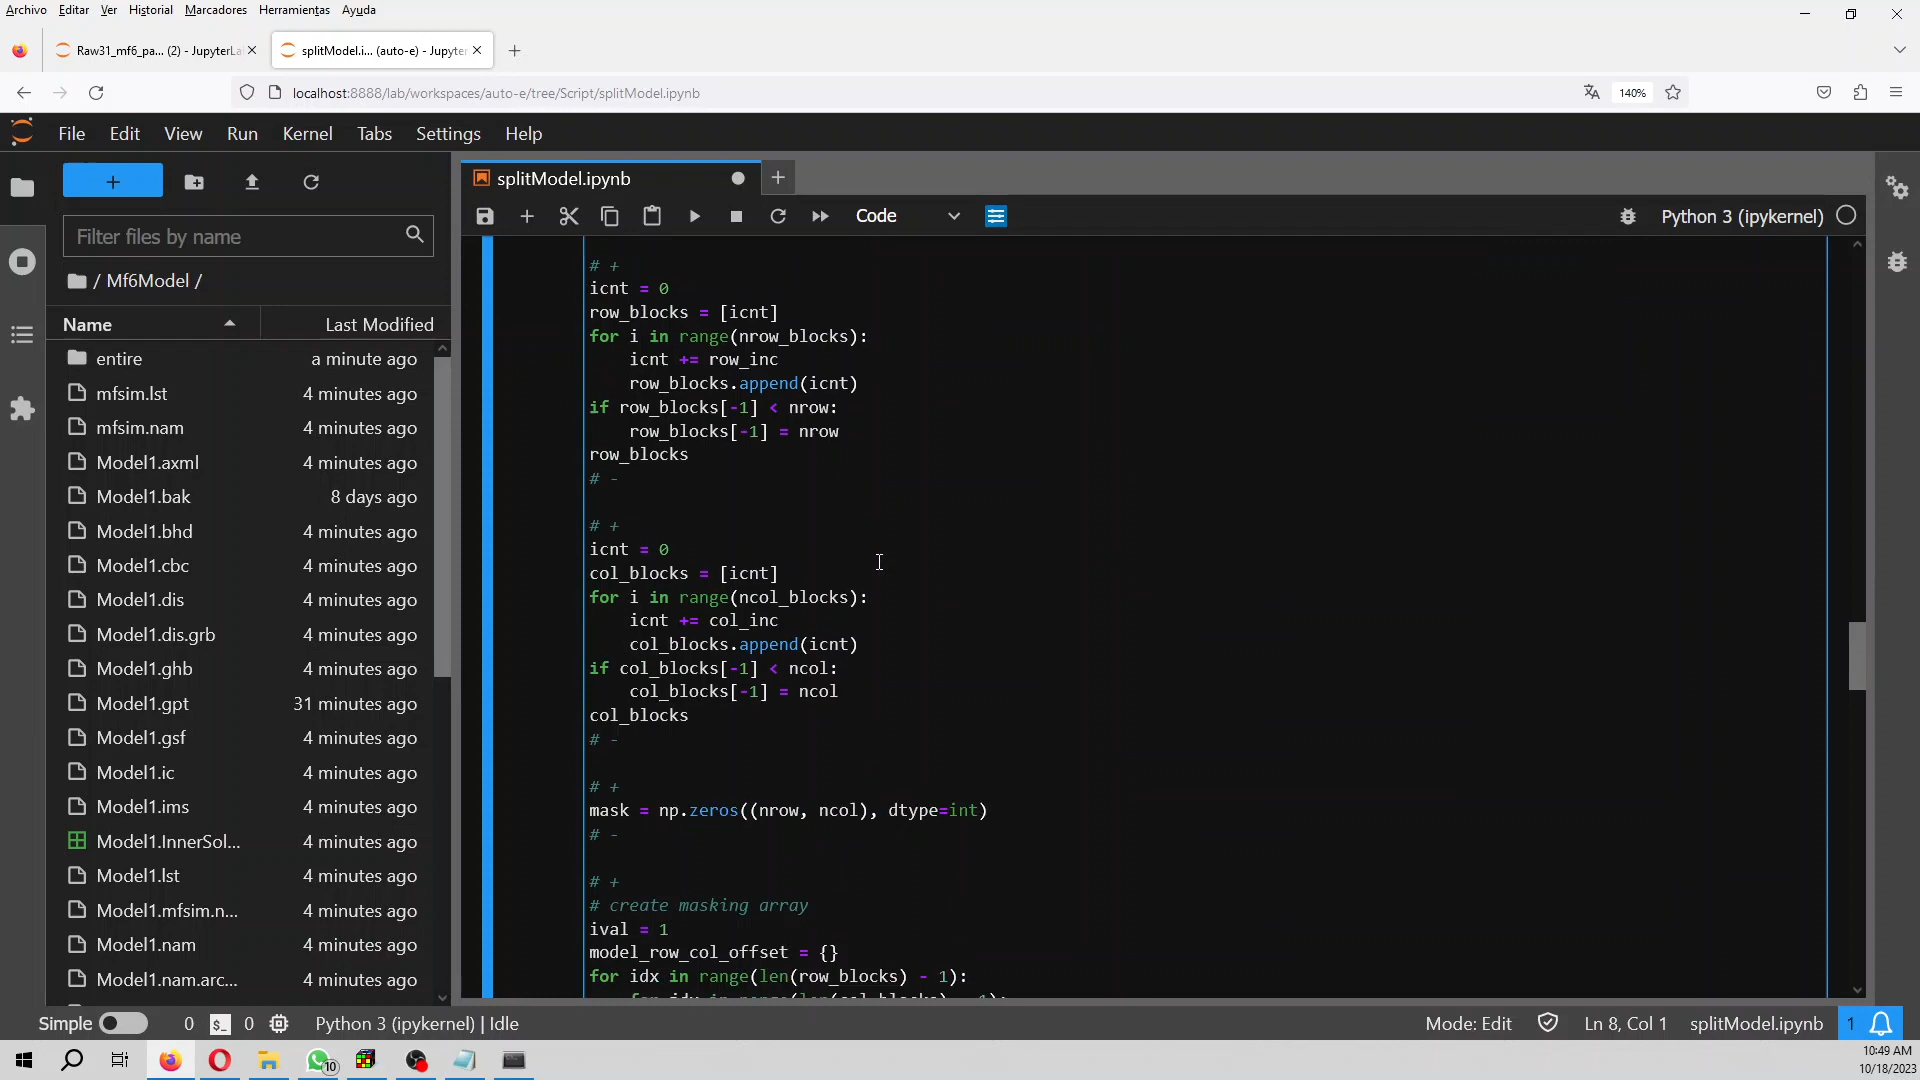 Archivo Editar Ver Historial Marcadores Herramientas Ayuda
Raw31_mf6_pa... (2) - JupyterLa
splitModel.i... (auto-e) - Jupyter
localhost:8888/lab/workspaces/auto-e/tree/Script/splitModel.ipynb
140%
File Edit View Run Kernel Tabs Settings Help
splitModel.ipynb
Code
Python 3 (ipykernel)
Filter files by name
/ Mf6Model /
Name Last Modified
entire a minute ago
mfsim.lst 4 minutes ago
mfsim.nam 4 minutes ago
Model1.axml 4 minutes ago
Model1.bak 8 days ago
Model1.bhd 4 minutes ago
Model1.cbc 4 minutes ago
Model1.dis 4 minutes ago
Model1.dis.grb 4 minutes ago
Model1.ghb 4 minutes ago
Model1.gpt 31 minutes ago
Model1.gsf 4 minutes ago
Model1.ic 4 minutes ago
Model1.ims 4 minutes ago
Model1.InnerSol... 4 minutes ago
Model1.lst 4 minutes ago
Model1.mfsim.n... 4 minutes ago
Model1.nam 4 minutes ago
Model1.nam.arc... 4 minutes ago
# +
icnt = 0
row_blocks = [icnt]
for i in range(nrow_blocks):
    icnt += row_inc
    row_blocks.append(icnt)
if row_blocks[-1] < nrow:
    row_blocks[-1] = nrow
row_blocks
# -
# +
icnt = 0
col_blocks = [icnt]
for i in range(ncol_blocks):
    icnt += col_inc
    col_blocks.append(icnt)
if col_blocks[-1] < ncol:
    col_blocks[-1] = ncol
col_blocks
# -
# +
mask = np.zeros((nrow, ncol), dtype=int)
# -
# +
# create masking array
ival = 1
model_row_col_offset = {}
for idx in range(len(row_blocks) - 1):
Simple 0 0 Python 3 (ipykernel) | Idle
Mode: Edit Ln 8, Col 1 splitModel.ipynb 1
10
10:49 AM
10/18/2023